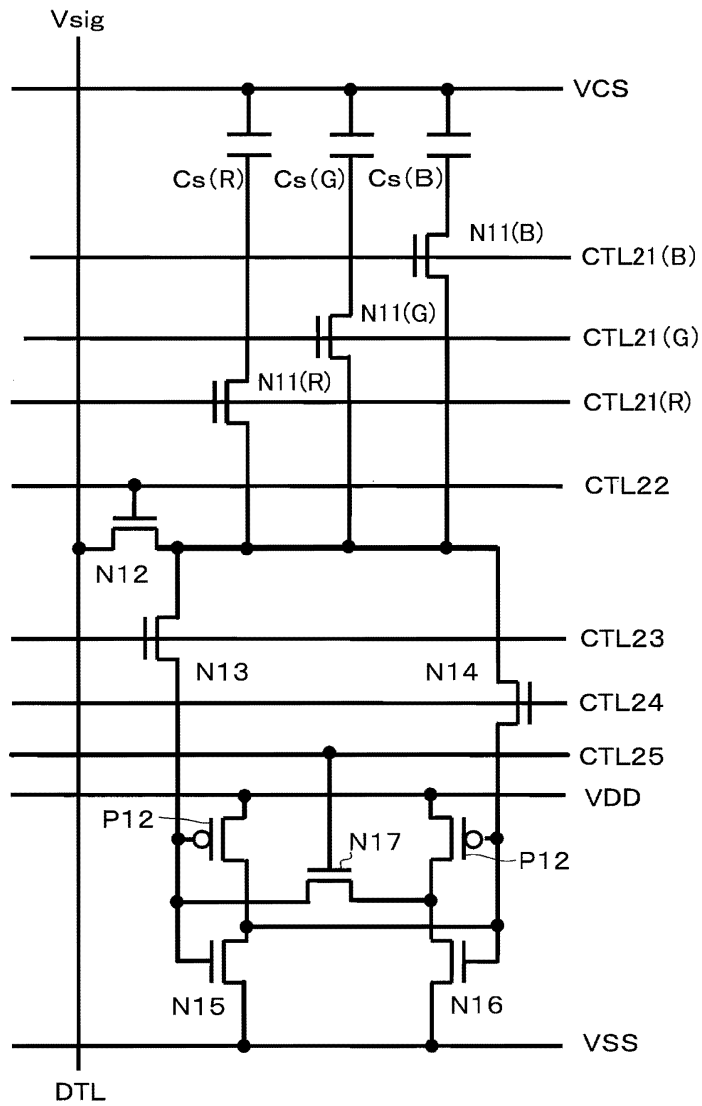 Vsig
VCS
Cs(R) Cs(G) Cs(B)
N11(B)
CTL21(B)
N11(G)
CTL21(G)
N11(R)
CTL21(R)
CTL22
N12
CTL23
N13 N14
CTL24
CTL25
VDD
P12
N17
P12
N15 N16
VSS
DTL